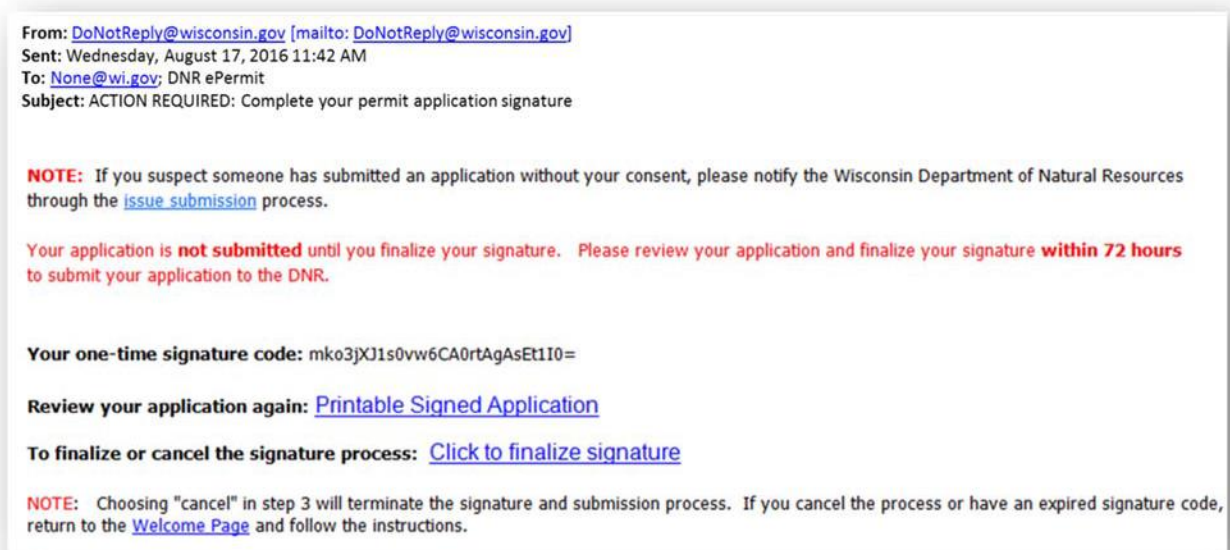 From: DoNotReply@wisconsin.gov [mailto: DoNotReply@wisconsin.gov]
Sent: Wednesday, August 17, 2016 11:42 AM
To: None@wi.gov; DNR ePermit
Subject: ACTION REQUIRED: Complete your permit application signature
NOTE: If you suspect someone has submitted an application without your consent, please notify the Wisconsin Department of Natural Resources
through the issue submission process.
Your application is not submitted until you finalize your signature. Please review your application and finalize your signature within 72 hours
to submit your application to the DNR.
Your one-time signature code: mko3jXJ1s0vw6CA0rtAgAsEt1I0=
Review your application again: Printable Signed Application
To finalize or cancel the signature process: Click to finalize signature
NOTE: Choosing "cancel" in step 3 will terminate the signature and submission process. If you cancel the process or have an expired signature code,
return to the Welcome Page and follow the instructions.